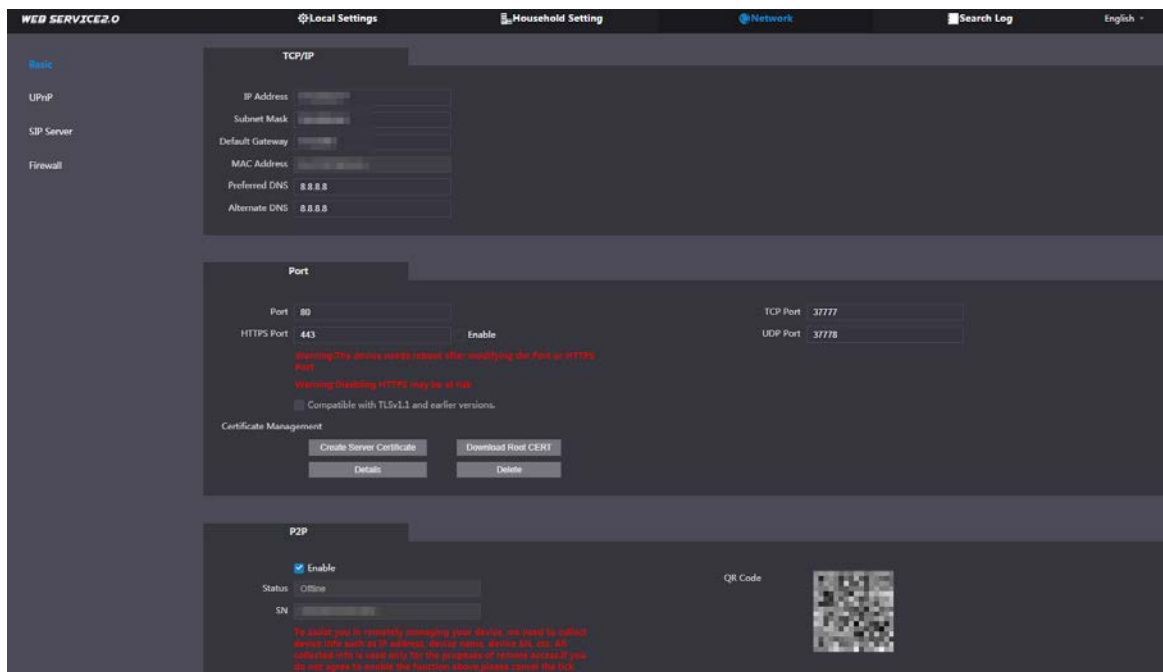 WEB SERVICE2.0 Local Settings Household Setting Network Search Log English
Basic
UPnP
SIP Server
Firewall
TCP/IP
IP Address
Subnet Mask
Default Gateway
MAC Address
Preferred DNS 8.8.8.8
Alternate DNS 8.8.8.8
Port
Port 80 TCP Port 37777
HTTPS Port 443 Enable UDP Port 37778
Warning:The device needs reboot after modifying the Port or HTTPS
Port
Warning:Disabling HTTPS may be at risk
Compatible with TLSv1.1 and earlier versions.
Certificate Management
Create Server Certificate Download Root CERT
Details Delete
P2P
Enable
Status Offline
QR Code
SN
To assist you in remotely managing your device, we need to collect
device info such as IP address, device name, device SN, etc. All
collected info is used only for the purposes of remote access.If you
do not agree to enable the function above please cancel the tick